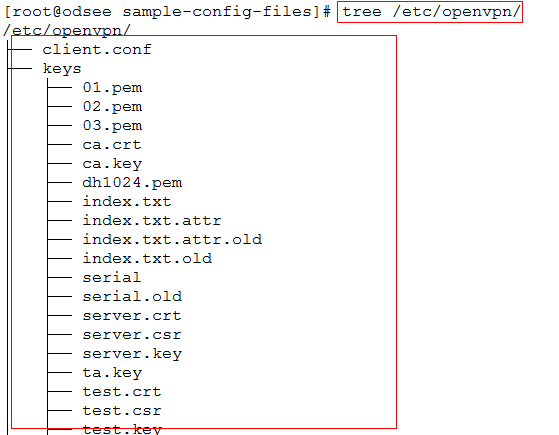 [root@odsee sample-config-files]# tree /etc/openvpn/
/etc/openvpn/
├── client.conf
├── keys
│   ├── 01.pem
│   ├── 02.pem
│   ├── 03.pem
│   ├── ca.crt
│   ├── ca.key
│   ├── dh1024.pem
│   ├── index.txt
│   ├── index.txt.attr
│   ├── index.txt.attr.old
│   ├── index.txt.old
│   ├── serial
│   ├── serial.old
│   ├── server.crt
│   ├── server.csr
│   ├── server.key
│   ├── ta.key
│   ├── test.crt
│   ├── test.csr
│   ├── test.key